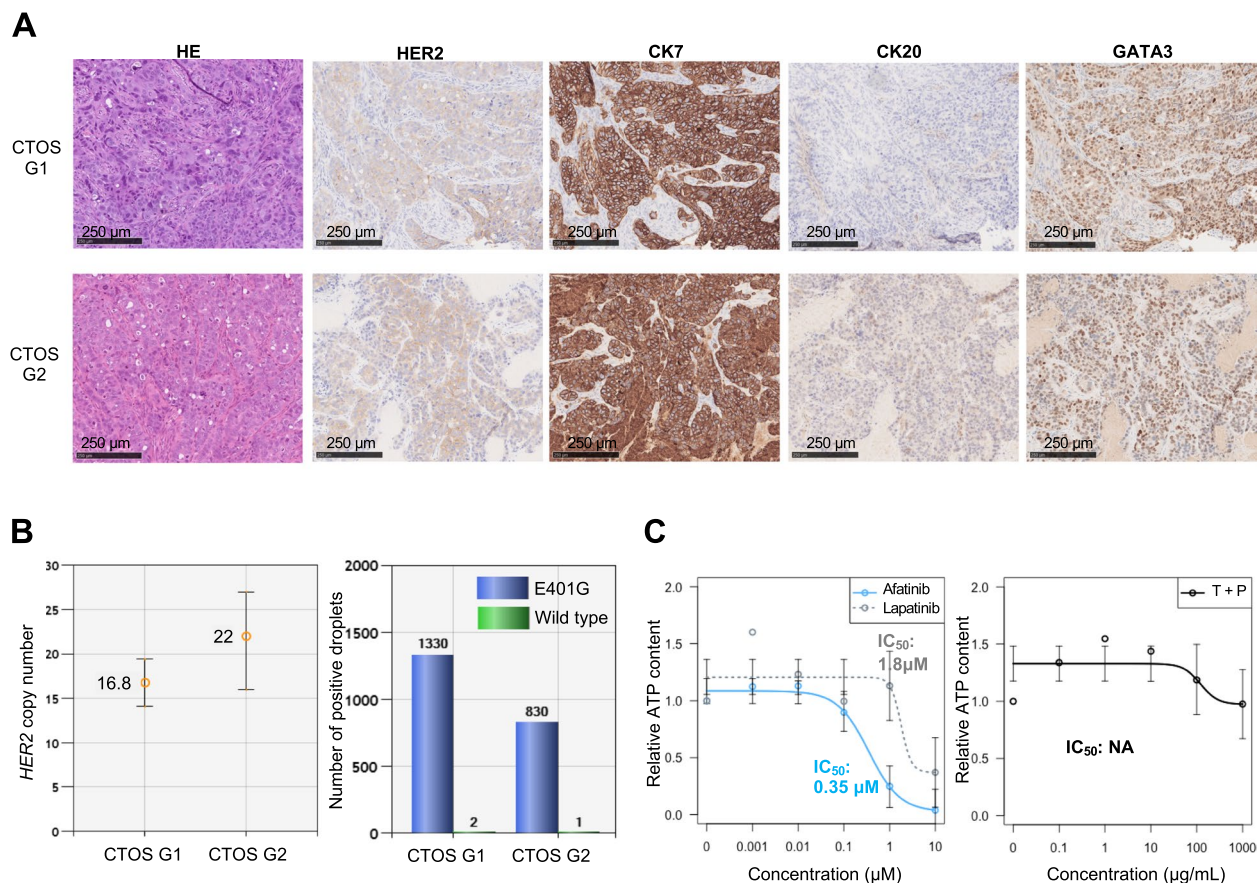 A
HE
HER2
CK7
CK20
GATA3
CTOS
G1
250 µm
250 µm
250 µm
250 µm
250 µm
CTOS
G2
250 µm
250 µm
250 µm
250 µm
250 µm
B
HER2 copy number
30
25
20
15
10
5
0
16.8
22
CTOS G1
CTOS G2
Number of positive droplets
2000
1500
1000
500
0
E401G
Wild type
1330
2
830
1
CTOS G1
CTOS G2
C
Relative ATP content
2.0
1.5
1.0
0.5
0.0
Afatinib
Lapatinib
IC50:
1.8µM
IC50:
0.35 µM
0 0.001 0.01 0.1 1 10
Concentration (µM)
Relative ATP content
2.0
1.5
1.0
0.5
0.0
T + P
IC50: NA
0 0.1 1 10 100 1000
Concentration (µg/mL)